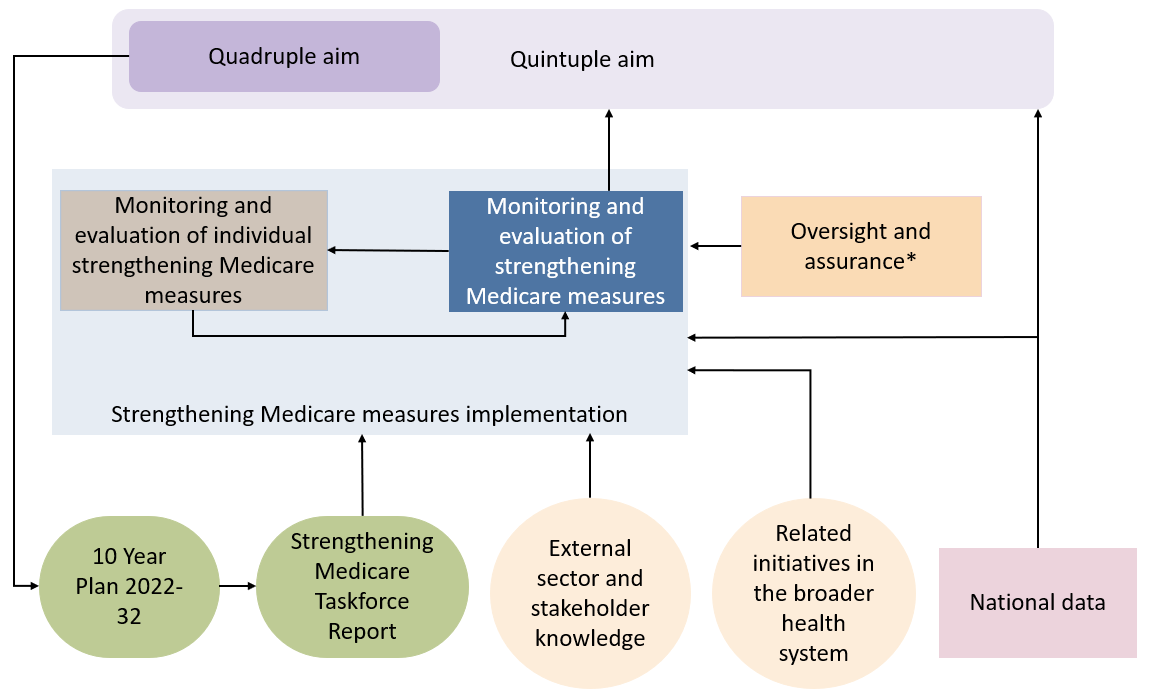 Quadruple aim
Quintuple aim
Monitoring and
evaluation of individual
strengthening Medicare
measures
Monitoring and
evaluation of
strengthening
Medicare measures
Oversight and
assurance*
Strengthening Medicare measures implementation
10 Year
Plan 2022-
32
Strengthening
Medicare
Taskforce
Report
External
sector and
stakeholder
knowledge
Related
initiatives in
the broader
health
system
National data